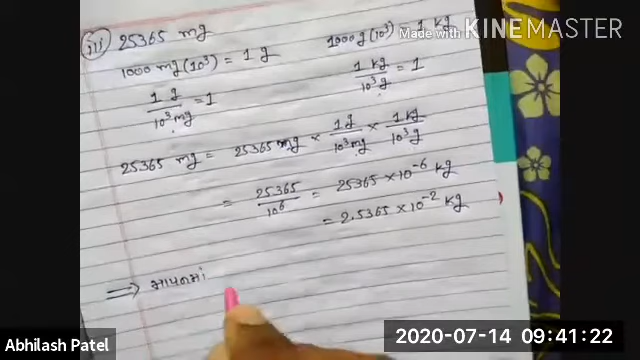 Made with KINEMASTER
iii) 25365 mg
1000 mg (10³) = 1 g
1000 g (10³) = 1 kg
1 g / 10³ mg = 1
1 kg / 10³ g = 1
25365 mg = 25365 mg × 1 g / 10³ mg × 1 kg / 10³ g
= 25365 / 10⁶ = 25365 × 10⁻⁶ kg
= 2.5365 × 10⁻² kg
⇒ માપનમાં
Abhilash Patel
2020-07-14 09:41:22